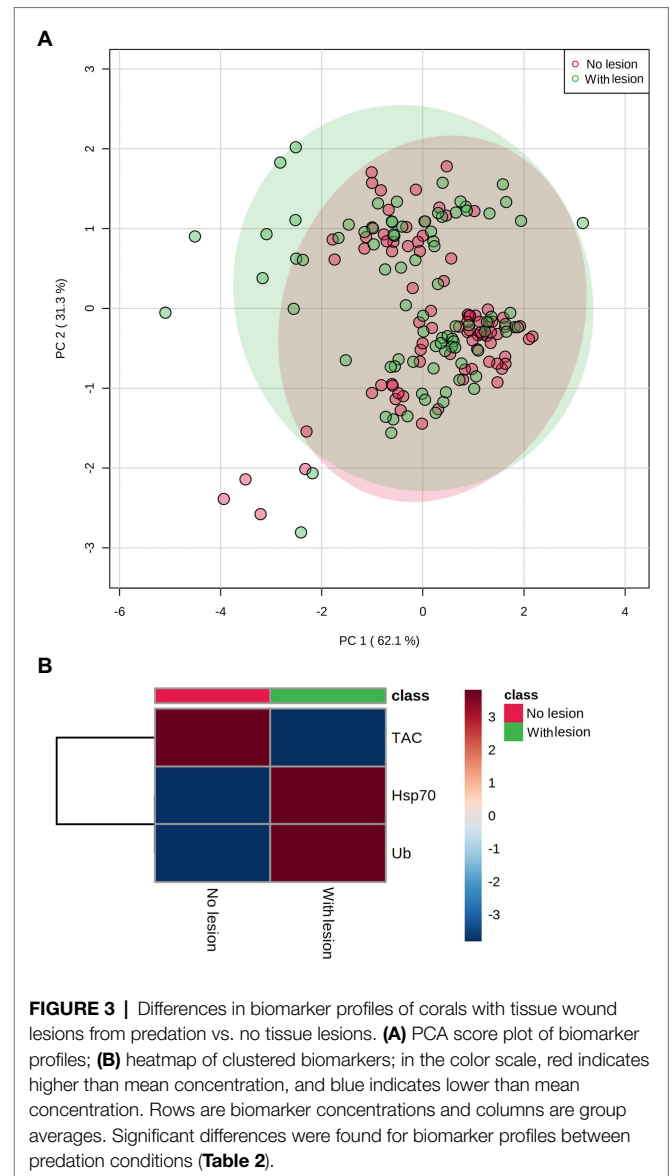 A
No lesion
With lesion
3
2
1
0
-1
-2
-3
PC 2 ( 31.3 %)
-6
-4
-2
0
2
4
PC 1 ( 62.1 %)
B
class
TAC
Hsp70
Ub
No lesion
With lesion
3
2
1
0
-1
-2
-3
class
No lesion
With lesion
FIGURE 3 | Differences in biomarker profiles of corals with tissue wound
lesions from predation vs. no tissue lesions. (A) PCA score plot of biomarker
profiles; (B) heatmap of clustered biomarkers; in the color scale, red indicates
higher than mean concentration, and blue indicates lower than mean
concentration. Rows are biomarker concentrations and columns are group
averages. Significant differences were found for biomarker profiles between
predation conditions (Table 2).